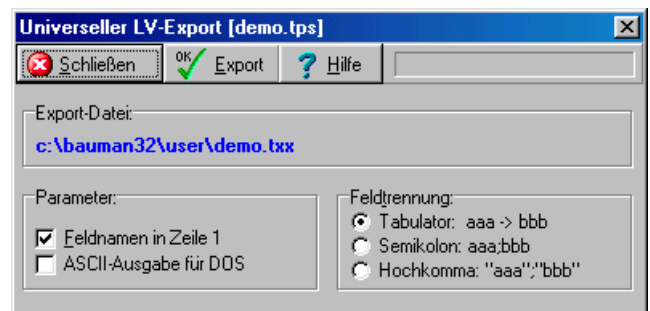 Universeller LV-Export [demo.tps]
Schließen OK Export ? Hilfe
Export-Datei:
c:\bauman32\user\demo.txx
Parameter:
Feldnamen in Zeile 1
ASCII-Ausgabe für DOS
Feldtrennung:
Tabulator: aaa -> bbb
Semikolon: aaa;bbb
Hochkomma: "aaa";"bbb"